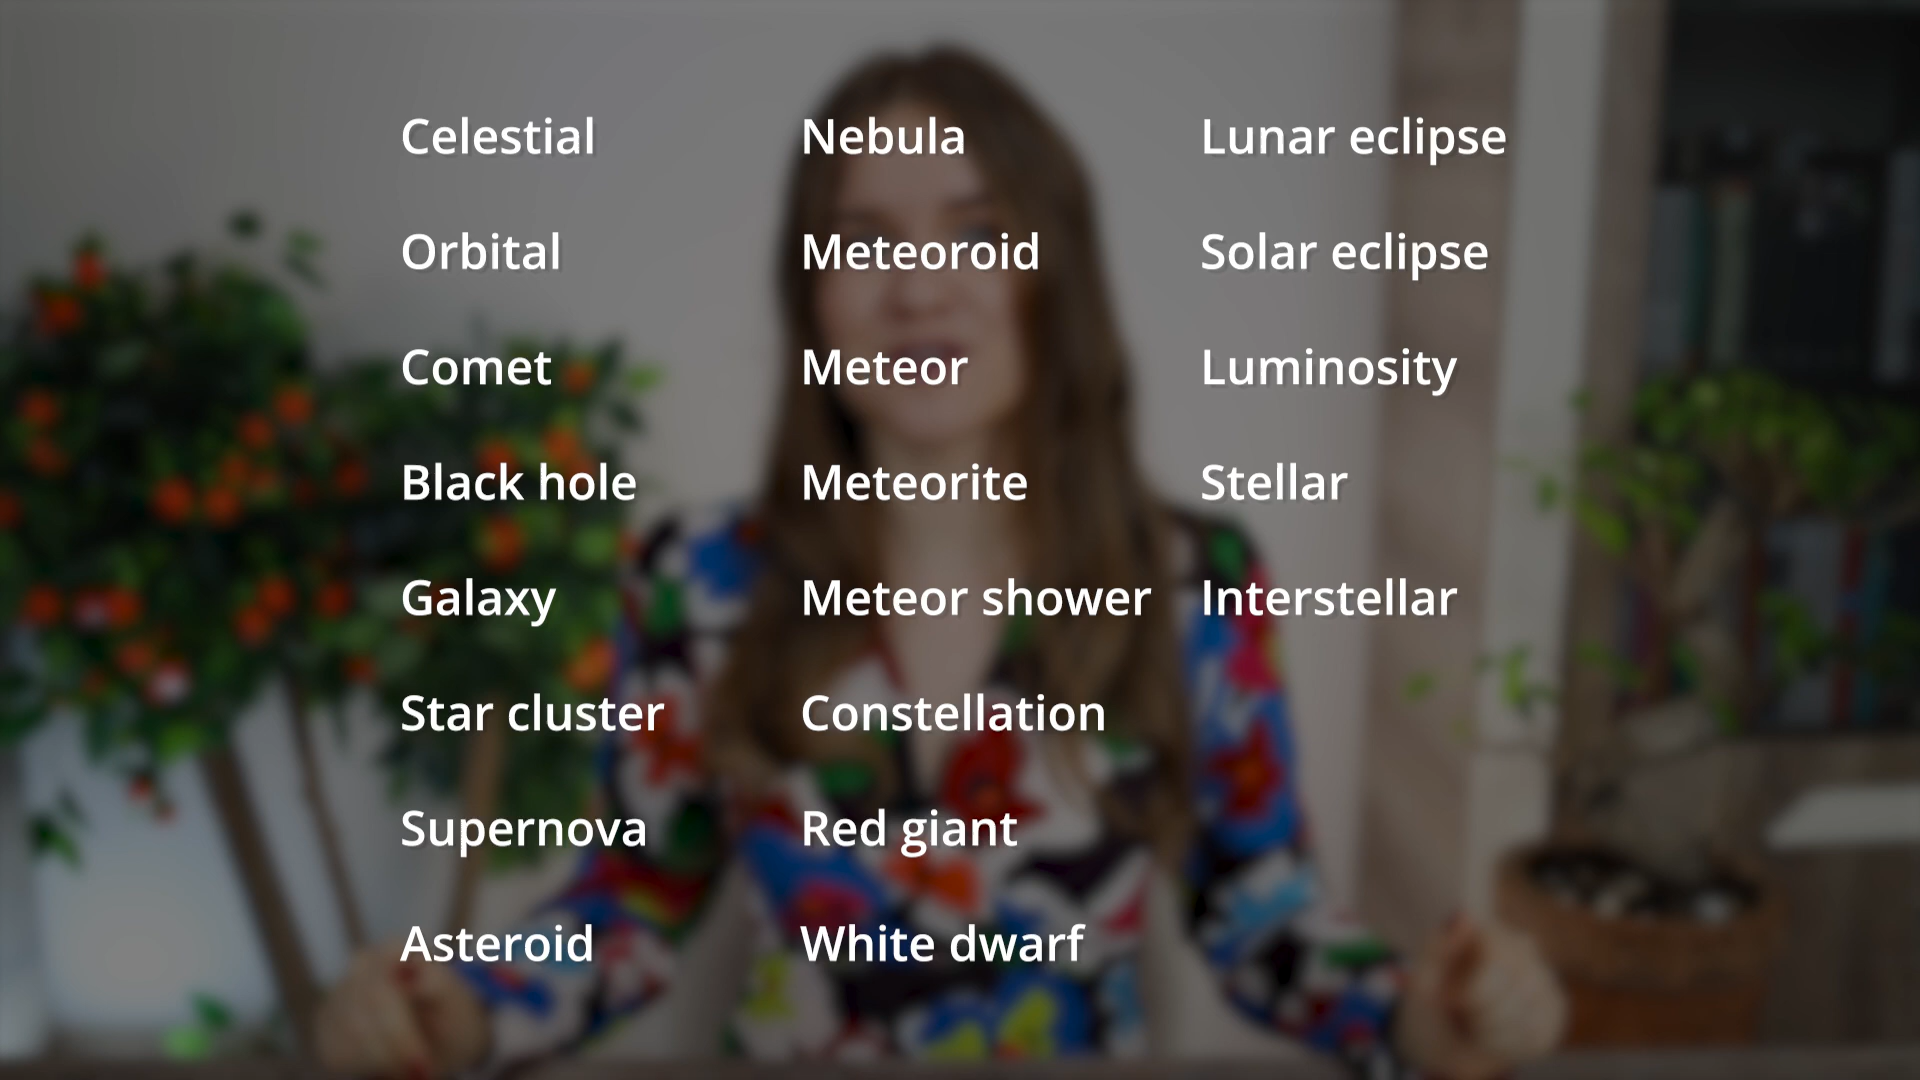 Celestial
Orbital
Comet
Black hole
Galaxy
Star cluster
Supernova
Asteroid
Nebula
Meteoroid
Meteor
Meteorite
Meteor shower
Constellation
Red giant
White dwarf
Lunar eclipse
Solar eclipse
Luminosity
Stellar
Interstellar